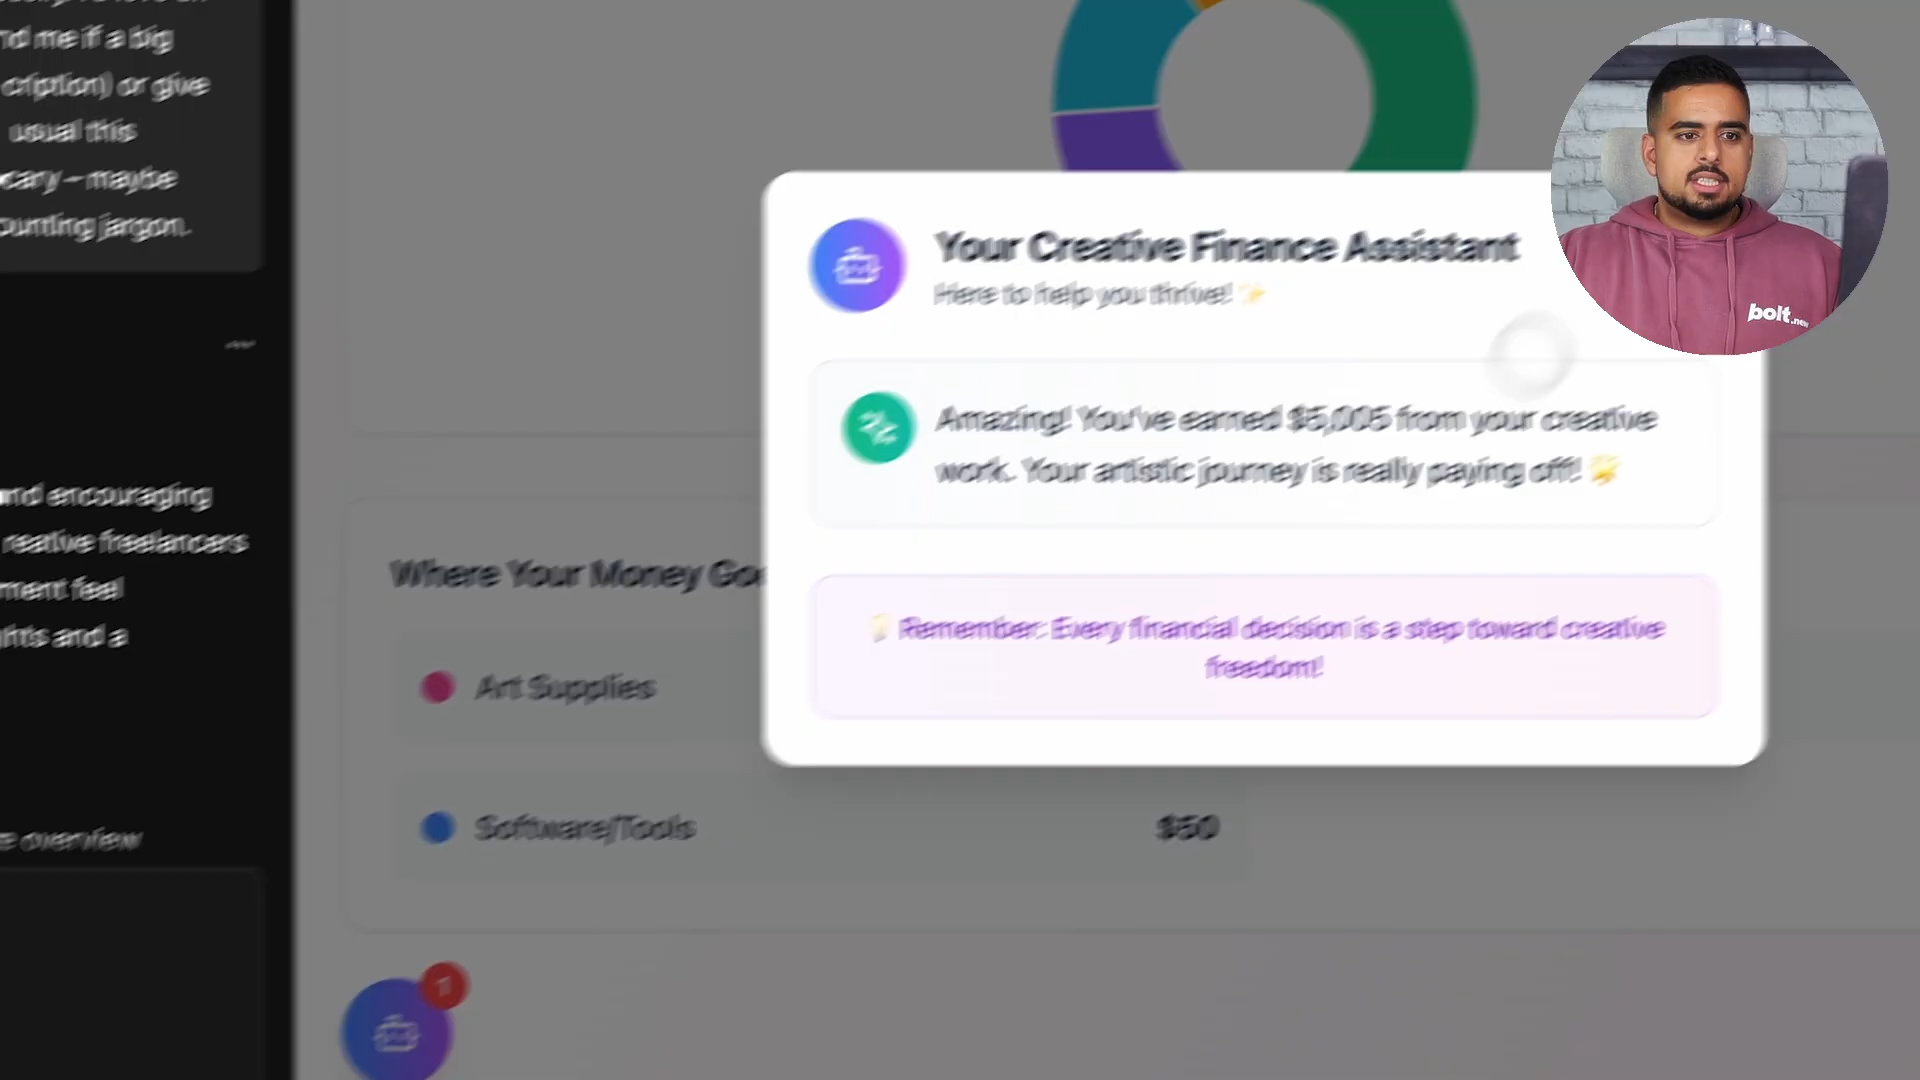 nd me if a big
cription) or give
usual this
cary – maybe
ounting jargon.
nd encouraging
reative freelancers
ment feel
hts and a
e overview
Your Creative Finance Assistant
Here to help you thrive! ✨
Amazing! You've earned $5,005 from your creative
work. Your artistic journey is really paying off! 🌟
💡 Remember: Every financial decision is a step toward creative
freedom!
Where Your Money Go
Art Supplies
Software/Tools
$50
1
bolt.new